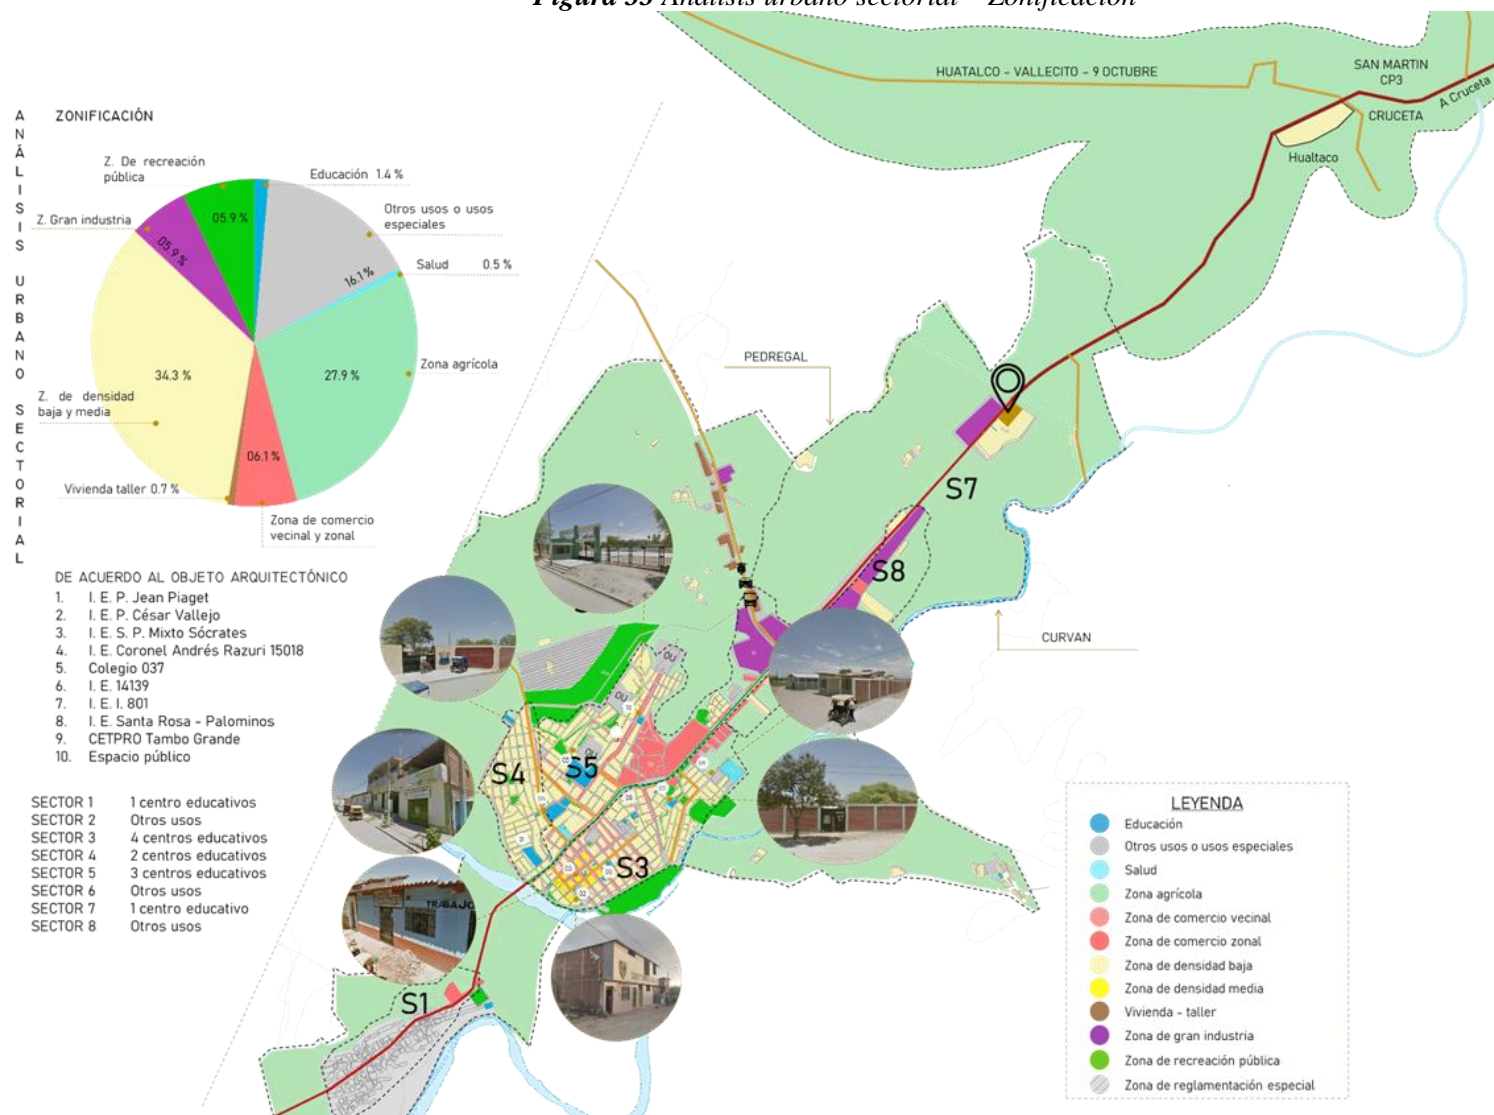 Figura 33 Análisis urbano sectorial – Zonificación
ANÁLISIS URBANO SECTORIAL
ZONIFICACIÓN
Z. De recreación
pública
Educación 1.4 %
Z. Gran industria
Otros usos o usos
especiales
Salud 0.5 %
05.9 %
05.9 %
16.1 %
Zona agrícola
34.3 %
27.9 %
Z. de densidad
baja y media
06.1 %
Vivienda taller 0.7 %
Zona de comercio
vecinal y zonal
DE ACUERDO AL OBJETO ARQUITECTÓNICO
1. I. E. P. Jean Piaget
2. I. E. P. César Vallejo
3. I. E. S. P. Mixto Sócrates
4. I. E. Coronel Andrés Razuri 15018
5. Colegio 037
6. I. E. 14139
7. I. E. I. 801
8. I. E. Santa Rosa - Palominos
9. CETPRO Tambo Grande
10. Espacio público
SECTOR 1 1 centro educativos
SECTOR 2 Otros usos
SECTOR 3 4 centros educativos
SECTOR 4 2 centros educativos
SECTOR 5 3 centros educativos
SECTOR 6 Otros usos
SECTOR 7 1 centro educativo
SECTOR 8 Otros usos
HUATALCO – VALLECITO – 9 OCTUBRE
SAN MARTIN
CP3
A Cruceta
CRUCETA
Hualtaco
PEDREGAL
S7
S8
CURVAN
OU
OU
OU
S4
S5
S3
S1
TRABAJO
LEYENDA
Educación
Otros usos o usos especiales
Salud
Zona agrícola
Zona de comercio vecinal
Zona de comercio zonal
Zona de densidad baja
Zona de densidad media
Vivienda - taller
Zona de gran industria
Zona de recreación pública
Zona de reglamentación especial